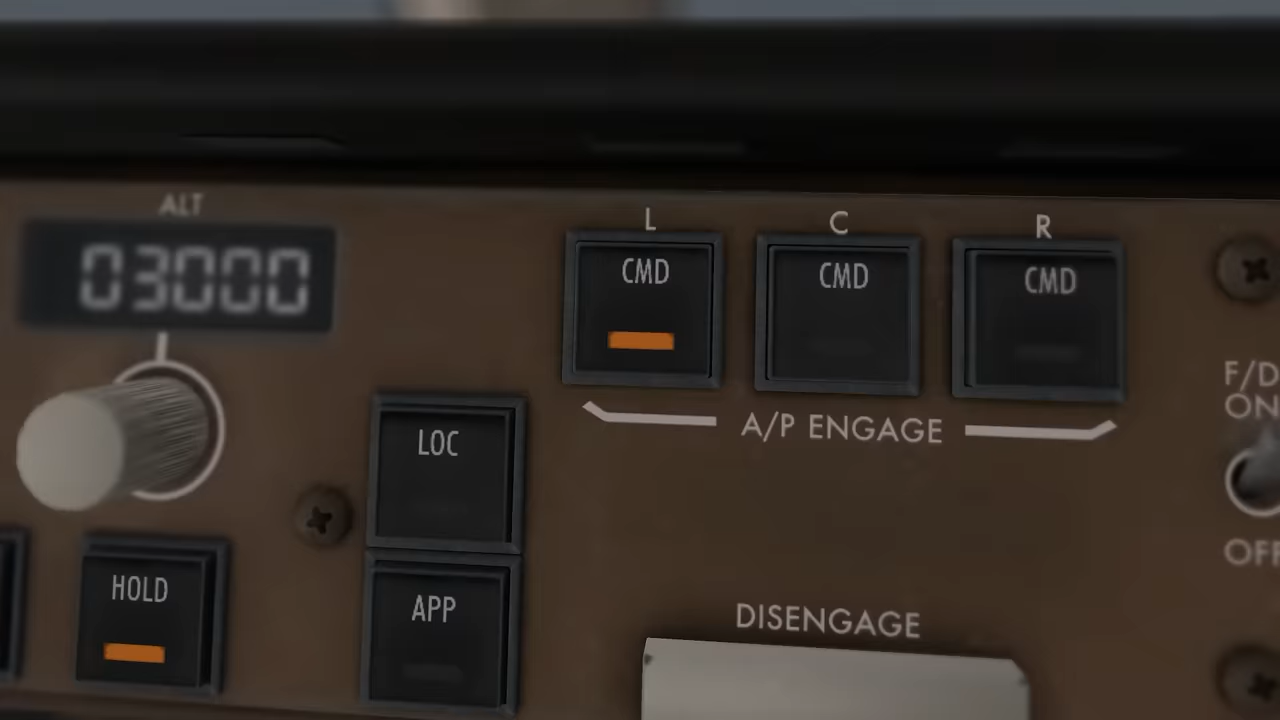 ALT
03000
L
C
R
CMD
CMD
CMD
A/P ENGAGE
F/D
ON
LOC
OFF
HOLD
APP
DISENGAGE